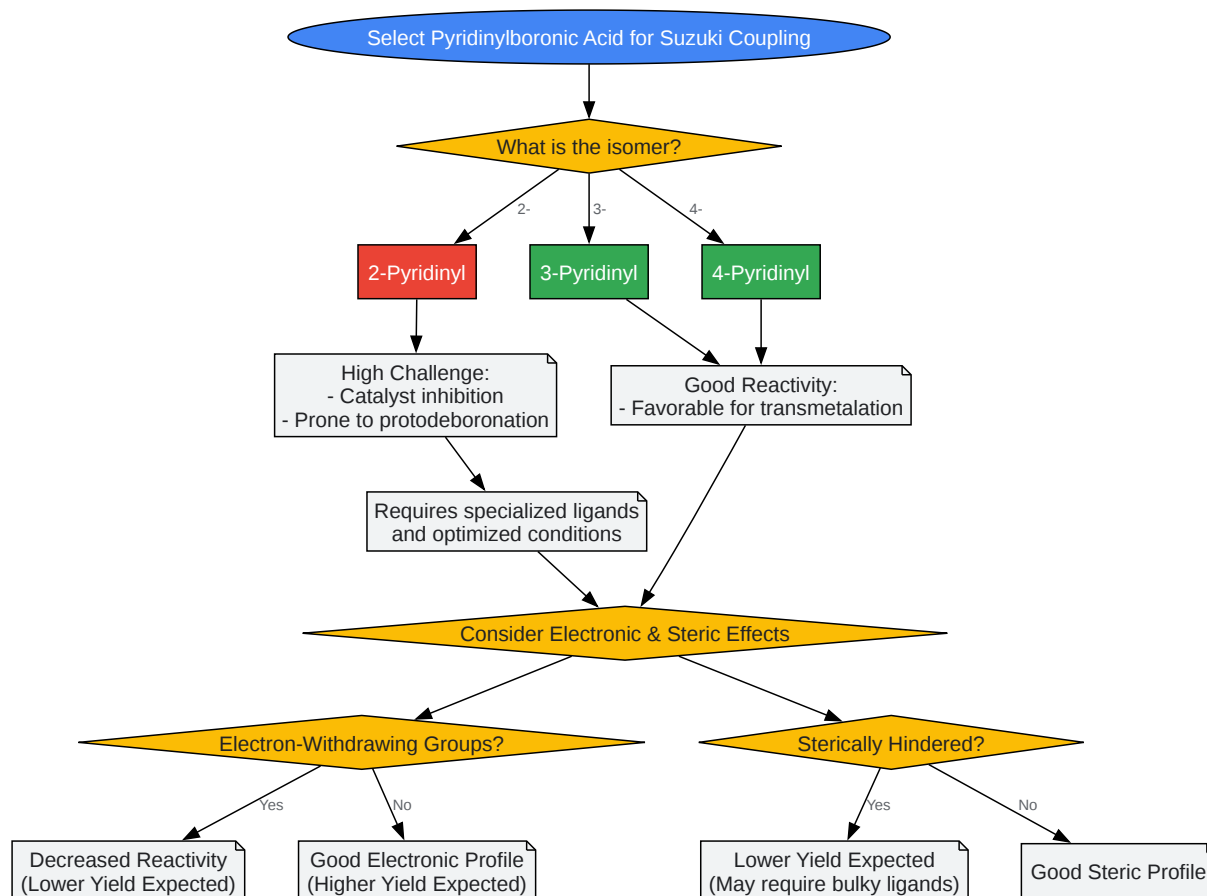 Select Pyridinylboronic Acid for Suzuki Coupling
What is the isomer?
2-
3-
4-
2-Pyridinyl
3-Pyridinyl
4-Pyridinyl
High Challenge:
- Catalyst inhibition
- Prone to protodeboronation
Good Reactivity:
- Favorable for transmetalation
Requires specialized ligands
and optimized conditions
Consider Electronic & Steric Effects
Electron-Withdrawing Groups?
Sterically Hindered?
Yes
No
Yes
No
Decreased Reactivity
(Lower Yield Expected)
Good Electronic Profile
(Higher Yield Expected)
Lower Yield Expected
(May require bulky ligands)
Good Steric Profile